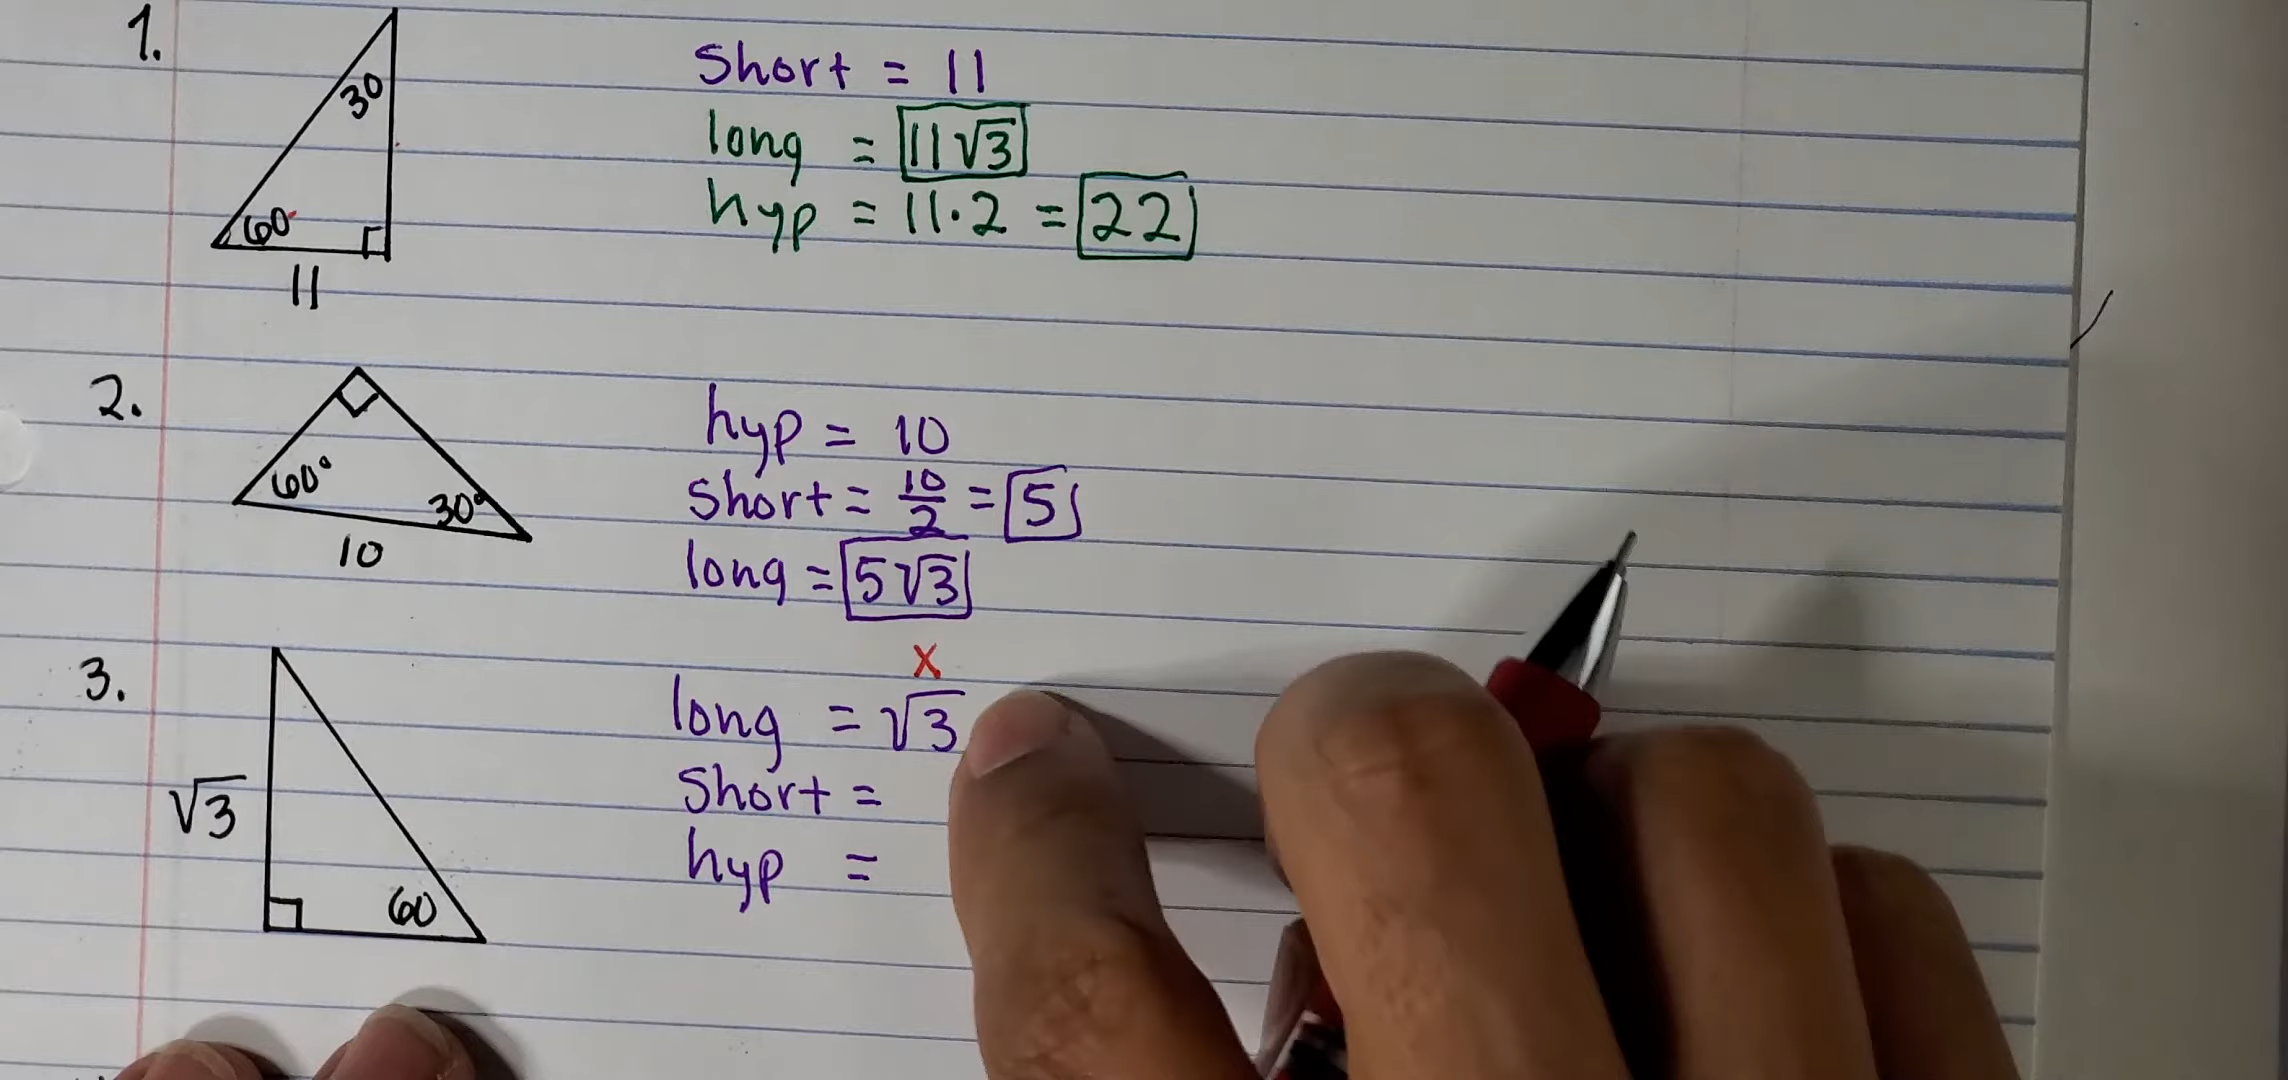 1.
30
60°
11
Short = 11
long = 11√3
hyp = 11·2 = 22
2.
60°
30°
10
hyp = 10
Short = 10/2 = 5
long = 5√3
3.
√3
60
x
long = √3
Short =
hyp =